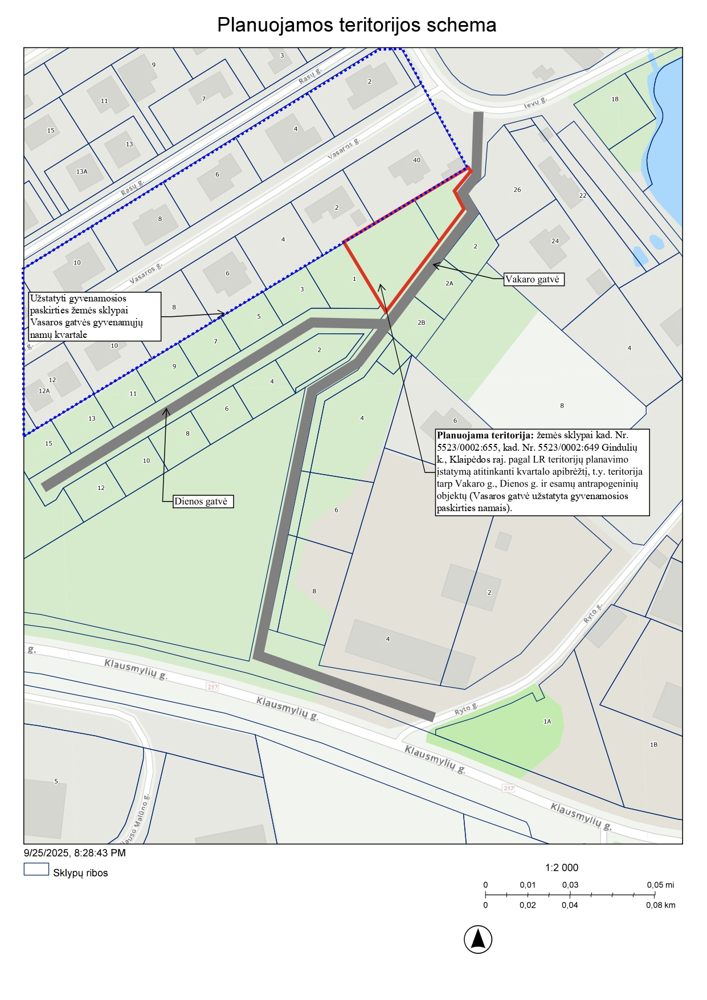 Planuojamos teritorijos schema
3
9
2
Rasų g.
7
11
18
Ievų g.
15
4
13
Vasaros g.
40
13A
6
26
22
Rasų g.
2
8
4
24
2
10
6
Vasaros g.
1
Vakaro gatvė
2A
3
Užstatyti gyvenamosios
paskirties žemės sklypai
Vasaros gatvės gyvenamųjų
namų kvartale
8
5
2B
7
g.
10
2
4
9
12
4
12A
11
6
8
13
4
6
15
8
Planuojama teritorija: žemės sklypai kad. Nr.
5523/0002:655, kad. Nr. 5523/0002:649 Gindulių
k., Klaipėdos raj. pagal LR teritorijų planavimo
įstatymą atitinkanti kvartalo apibrėžtį, t.y. teritorija
tarp Vakaro g., Dienos g. ir esamų antrapogeninių
objektų (Vasaros gatvė užstatyta gyvenamosios
paskirties namais).
10
12
Dienos gatvė
6
8
2
Ryto g.
4
g.
Klausmylių g.
217
Klausmylių g.
Ryto g.
1A
1B
Klausmylių g.
5
217
Klausmylių g.
lauso Malūno g.
9/25/2025, 8:28:43 PM
Sklypų ribos
1:2 000
0 0,01 0,03 0,05 mi
0 0,02 0,04 0,08 km